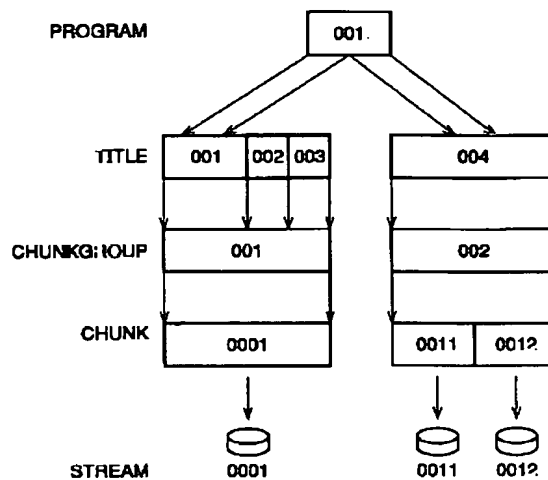 PROGRAM 001
TITLE 001 002 003 004
CHUNKGROUP 001 002
CHUNK 0001 0011 0012
STREAM 0001 0011 0012